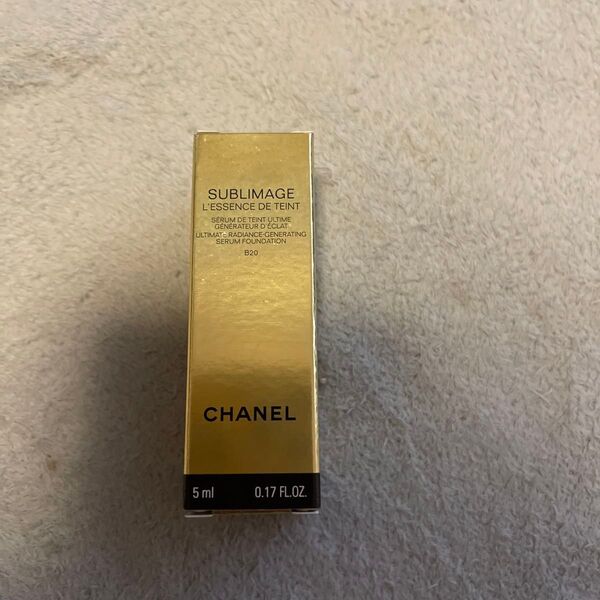 SUBLIMAGE
L'ESSENCE DE TEINT
SÉRUM DE TEINT ULTIME
GÉNÉRATEUR D'ÉCLAT
ULTIMATE RADIANCE-GENERATING
SERUM FOUNDATION
B20
CHANEL
5 ml 0.17 FL.OZ.